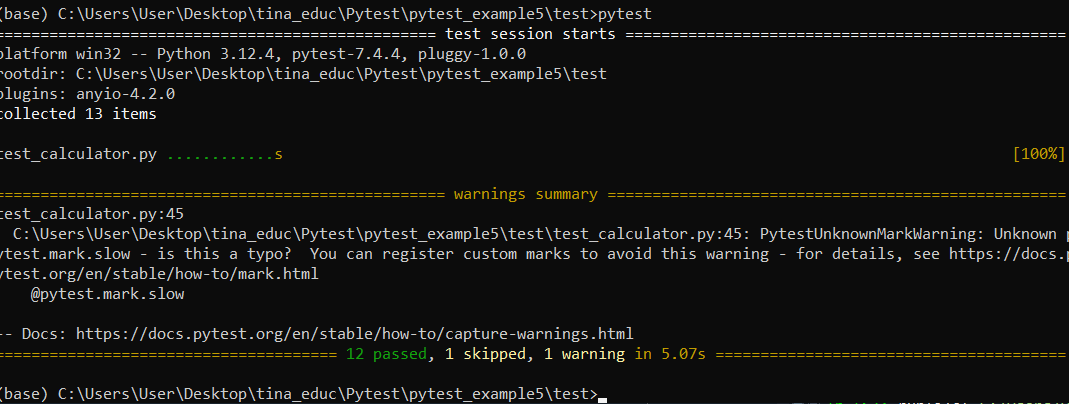 (base) C:\Users\User\Desktop\tina_educ\Pytest\pytest_example5\test>pytest
================================================= test session starts ==================================================
platform win32 -- Python 3.12.4, pytest-7.4.4, pluggy-1.0.0
rootdir: C:\Users\User\Desktop\tina_educ\Pytest\pytest_example5\test
plugins: anyio-4.2.0
collected 13 items
test_calculator.py ............s [100%]
================================================== warnings summary ====================================================
test_calculator.py:45
C:\Users\User\Desktop\tina_educ\Pytest\pytest_example5\test\test_calculator.py:45: PytestUnknownMarkWarning: Unknown p
ytest.mark.slow - is this a typo?  You can register custom marks to avoid this warning - for details, see https://docs.p
ytest.org/en/stable/how-to/mark.html
@pytest.mark.slow
-- Docs: https://docs.pytest.org/en/stable/how-to/capture-warnings.html
====================================== 12 passed, 1 skipped, 1 warning in 5.07s ========================================
(base) C:\Users\User\Desktop\tina_educ\Pytest\pytest_example5\test>